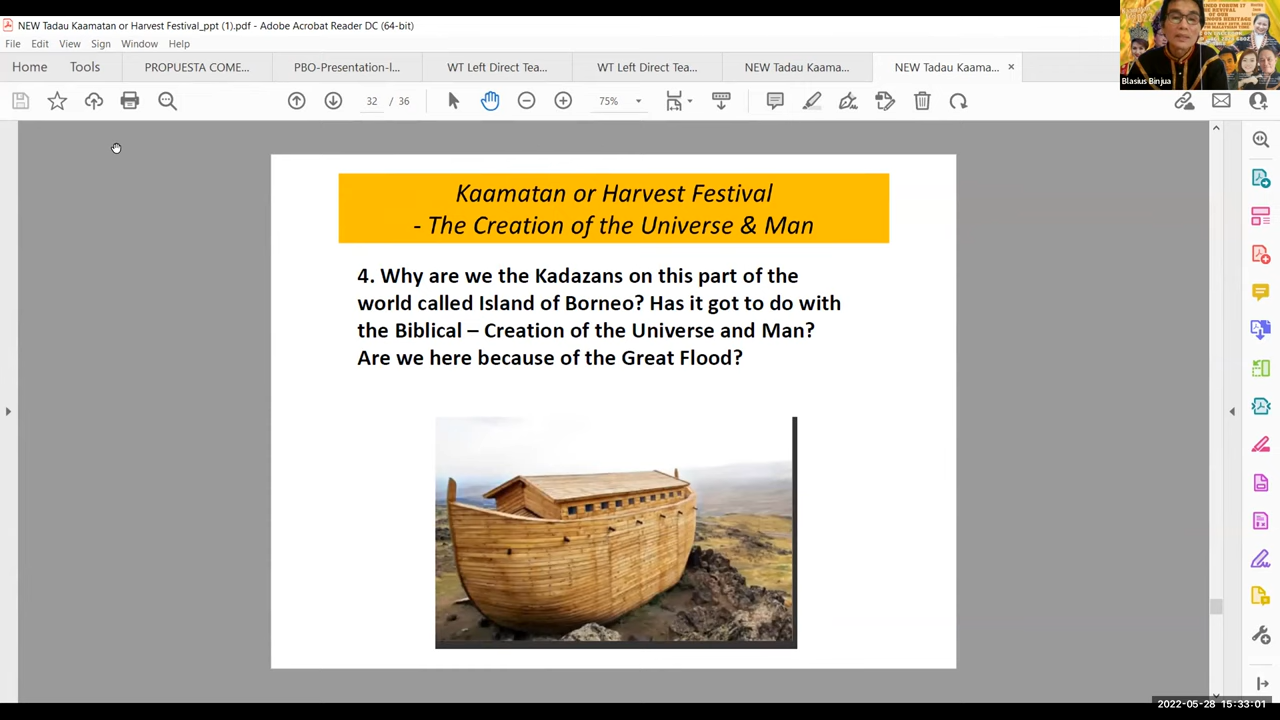 NEW Tadau Kaamatan or Harvest Festival_ppt (1).pdf - Adobe Acrobat Reader DC (64-bit)
File Edit View Sign Window Help
Home Tools PROPUESTA COME... PBO-Presentation-I... WT Left Direct Tea... WT Left Direct Tea... NEW Tadau Kaama... NEW Tadau Kaama...
32 / 36 75%
Blasius Binjua
Kaamatan or Harvest Festival
- The Creation of the Universe & Man
4. Why are we the Kadazans on this part of the
world called Island of Borneo? Has it got to do with
the Biblical – Creation of the Universe and Man?
Are we here because of the Great Flood?
2022-05-28 15:33:01